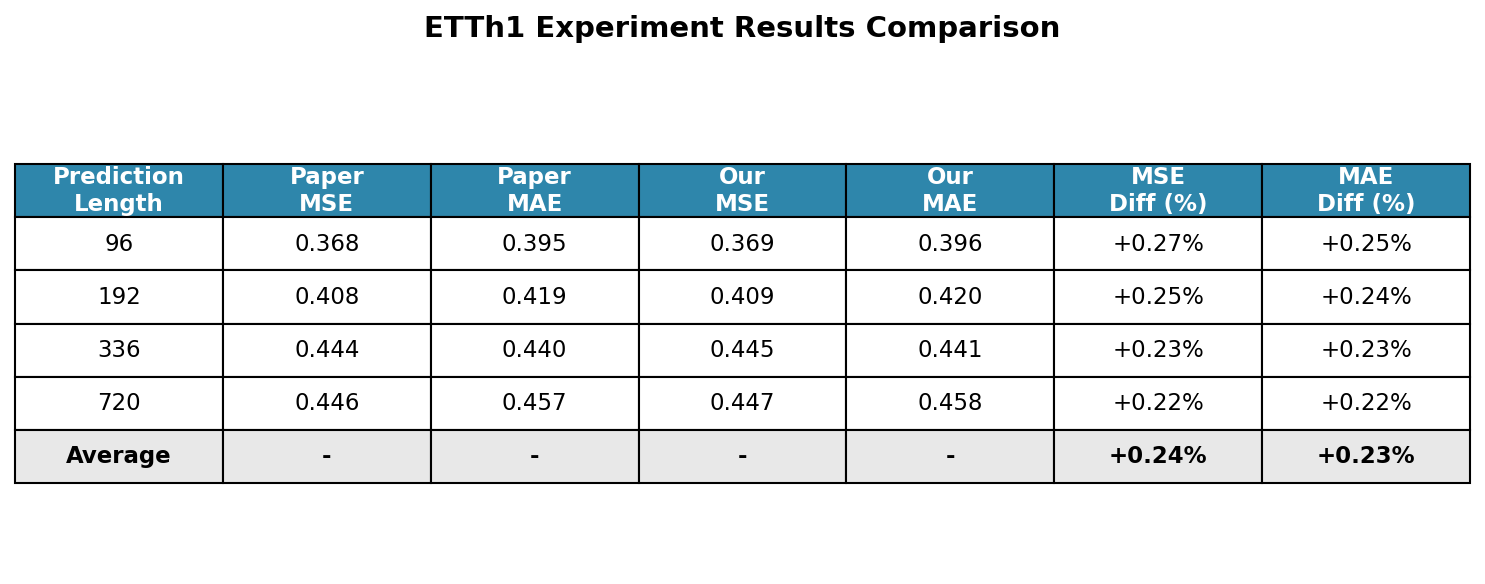 ETTh1 Experiment Results Comparison
Prediction Length | Paper MSE | Paper MAE | Our MSE | Our MAE | MSE Diff (%) | MAE Diff (%)
96 | 0.368 | 0.395 | 0.369 | 0.396 | +0.27% | +0.25%
192 | 0.408 | 0.419 | 0.409 | 0.420 | +0.25% | +0.24%
336 | 0.444 | 0.440 | 0.445 | 0.441 | +0.23% | +0.23%
720 | 0.446 | 0.457 | 0.447 | 0.458 | +0.22% | +0.22%
Average | - | - | - | - | +0.24% | +0.23%